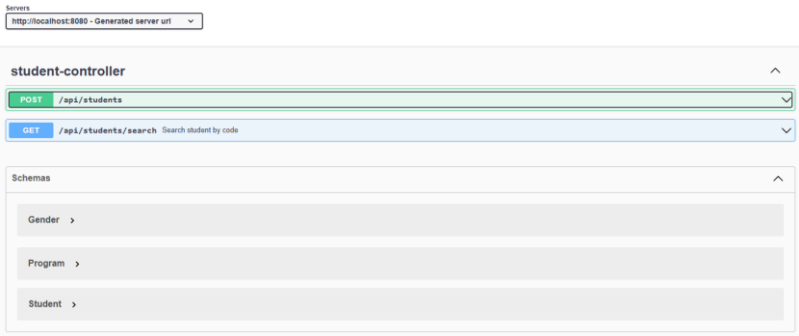 Servers
http://localhost:8080 - Generated server url
student-controller
POST /api/students
GET /api/students/search Search student by code
Schemas
Gender
Program
Student